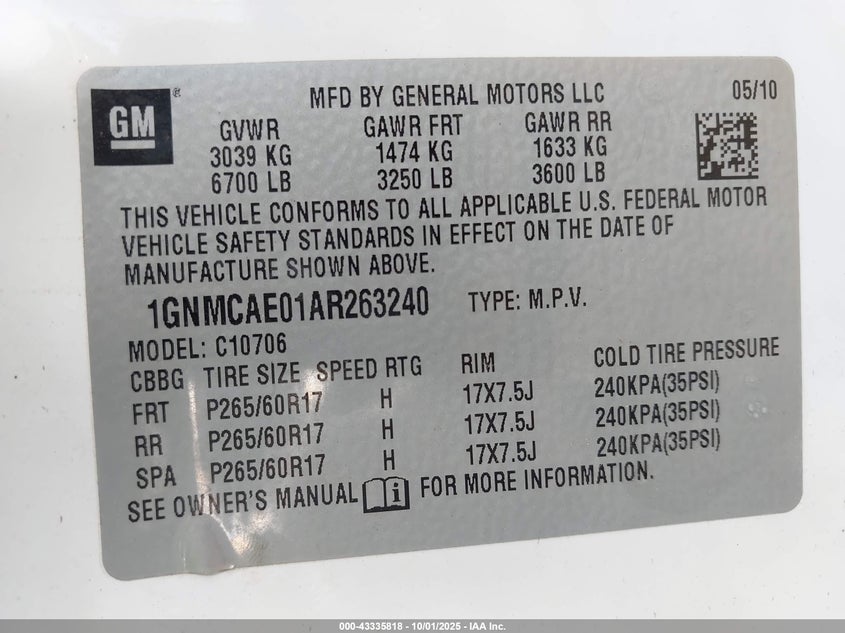 GM®
MFD BY GENERAL MOTORS LLC 05/10
GVWR GAWR FRT GAWR RR
3039 KG 1474 KG 1633 KG
6700 LB 3250 LB 3600 LB
THIS VEHICLE CONFORMS TO ALL APPLICABLE U.S. FEDERAL MOTOR
VEHICLE SAFETY STANDARDS IN EFFECT ON THE DATE OF
MANUFACTURE SHOWN ABOVE.
1GNMCAE01AR263240 TYPE: M.P.V.
MODEL: C10706
CBBG TIRE SIZE SPEED RTG RIM COLD TIRE PRESSURE
FRT P265/60R17 H 17X7.5J 240KPA(35PSI)
RR P265/60R17 H 17X7.5J 240KPA(35PSI)
SPA P265/60R17 H 17X7.5J 240KPA(35PSI)
SEE OWNER'S MANUAL i FOR MORE INFORMATION.
000-43335818 - 10/01/2025 - IAA Inc.